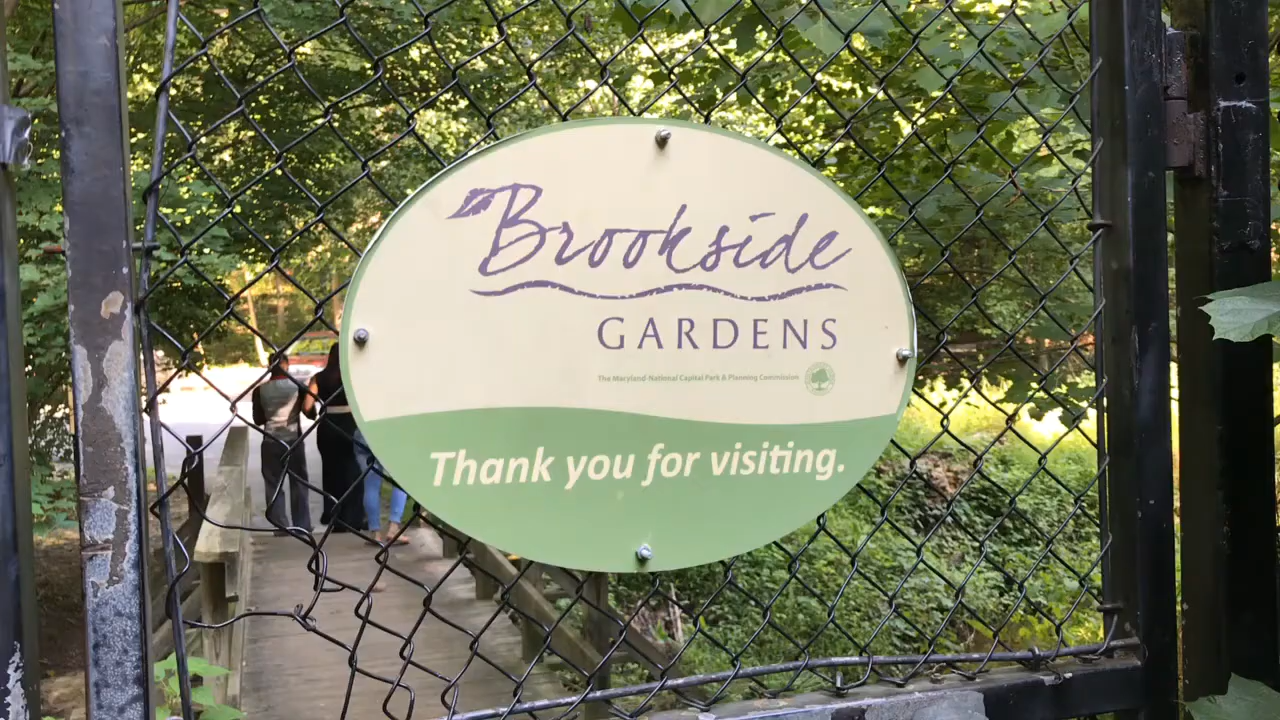 Brookside
GARDENS
The Maryland-National Capital Park & Planning Commission
Thank you for visiting.